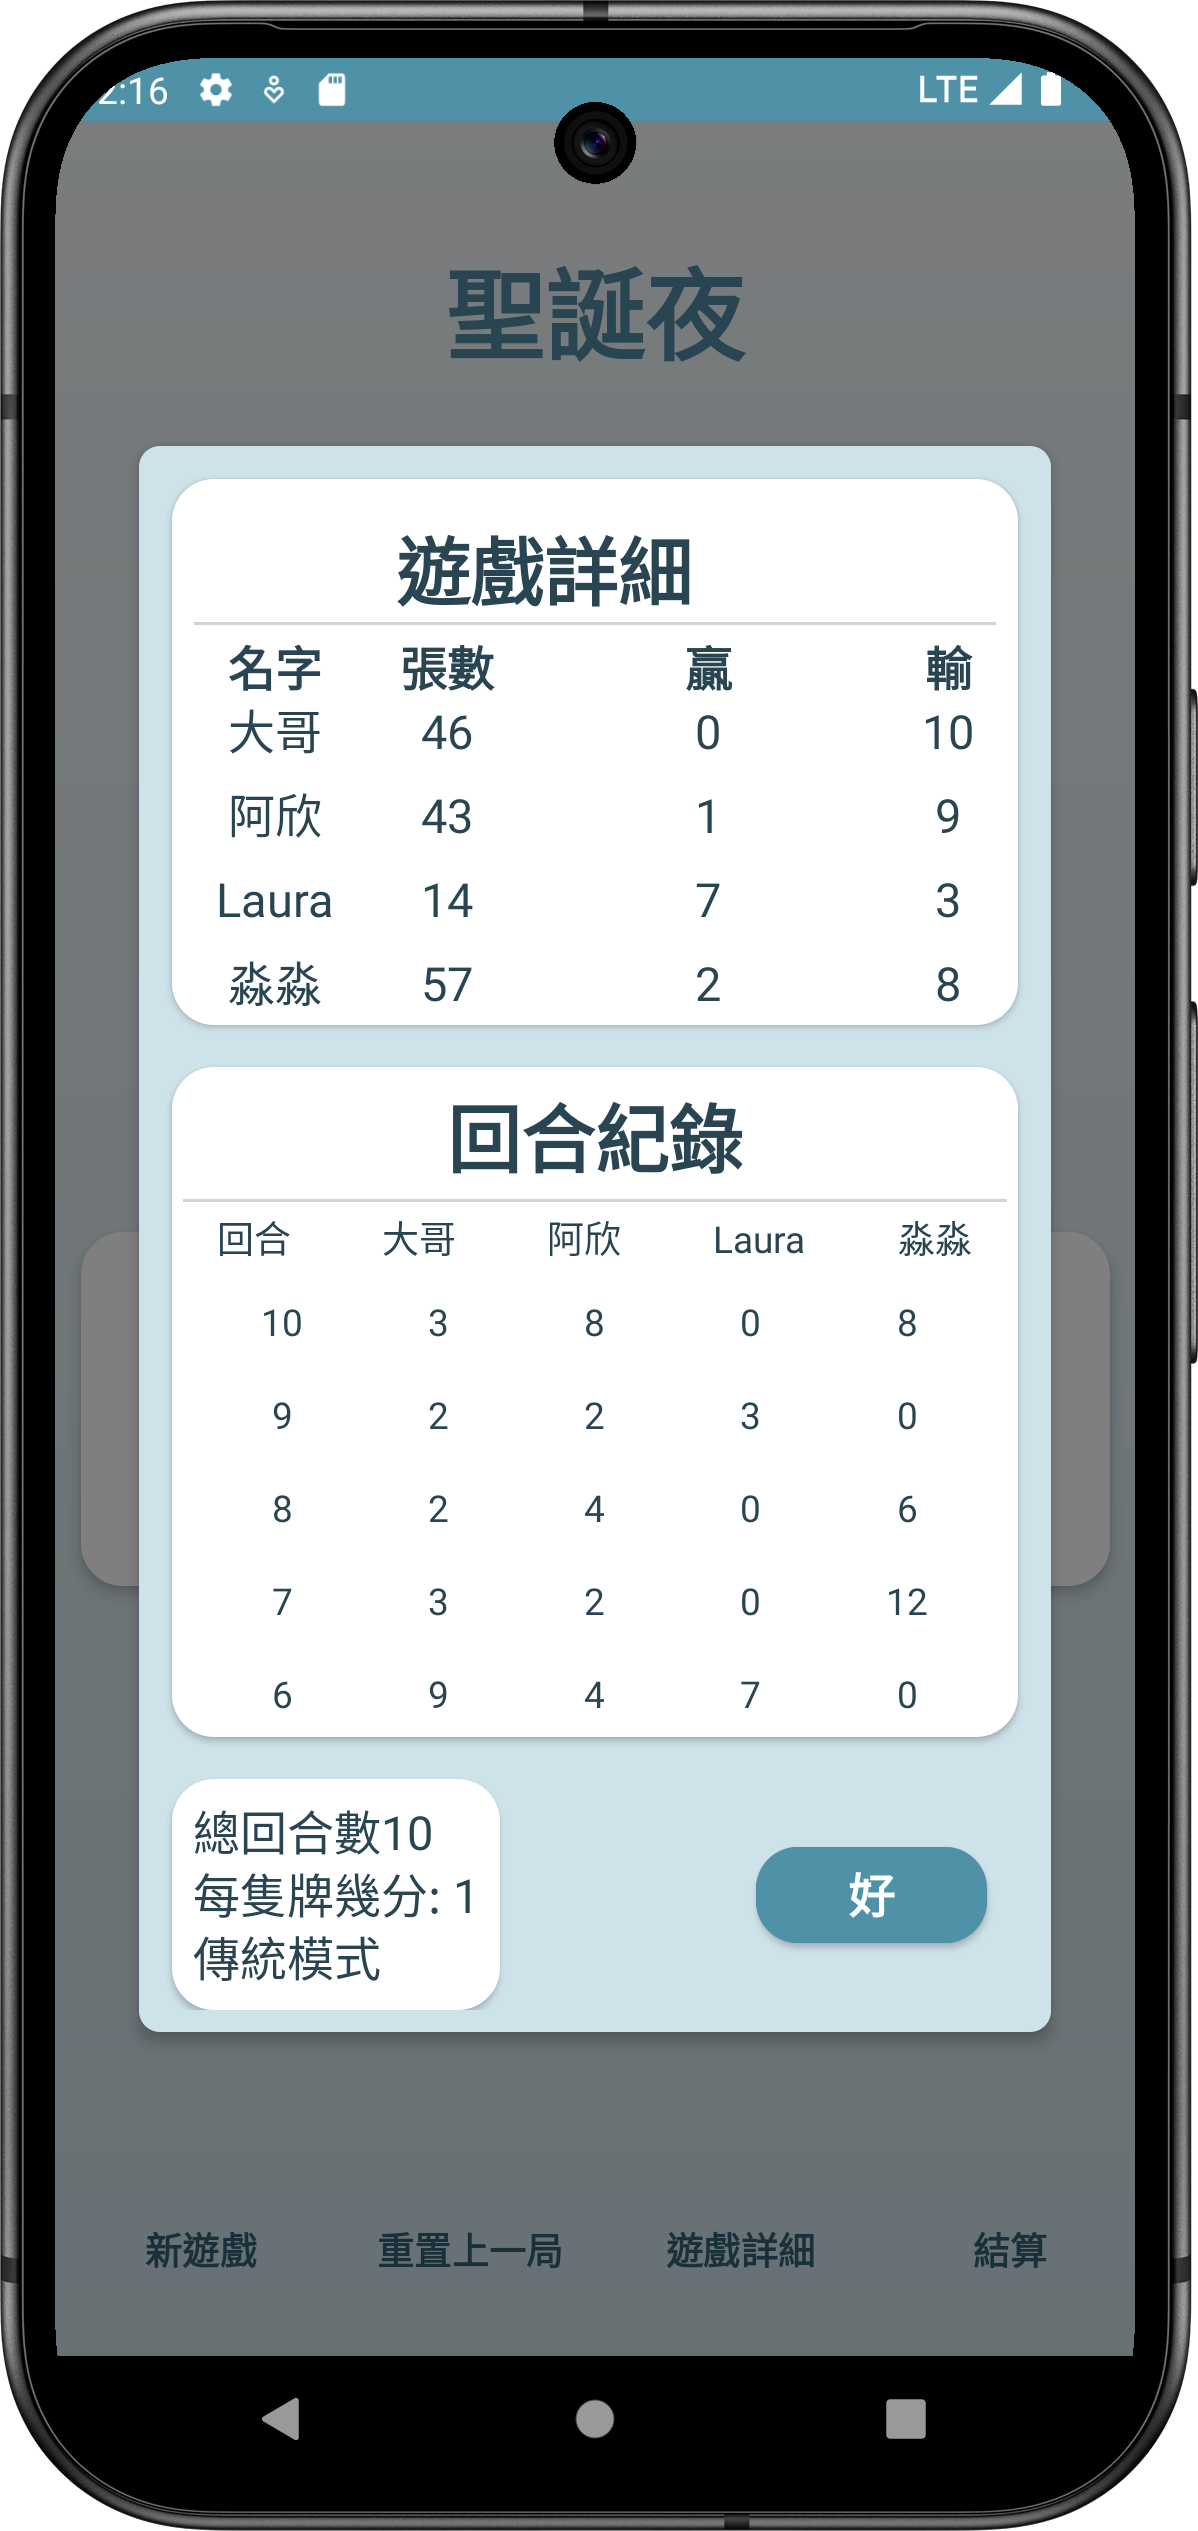 2:16 LTE
聖誕夜
遊戲詳細
名字 張數 贏 輸
大哥 46 0 10
阿欣 43 1 9
Laura 14 7 3
淼淼 57 2 8
回合紀錄
回合 大哥 阿欣 Laura 淼淼
10 3 8 0 8
9 2 2 3 0
8 2 4 0 6
7 3 2 0 12
6 9 4 7 0
總回合數10
每隻牌幾分: 1
傳統模式
好
新遊戲 重置上一局 遊戲詳細 結算